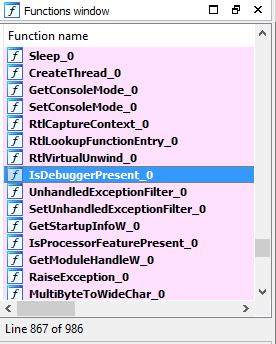 Functions window
Function name
Sleep_0
CreateThread_0
GetConsoleMode_0
SetConsoleMode_0
RtlCaptureContext_0
RtlLookupFunctionEntry_0
RtlVirtualUnwind_0
IsDebuggerPresent_0
UnhandledExceptionFilter_0
SetUnhandledExceptionFilter_0
GetStartupInfoW_0
IsProcessorFeaturePresent_0
GetModuleHandleW_0
RaiseException_0
MultiByteToWideChar_0
Line 867 of 986